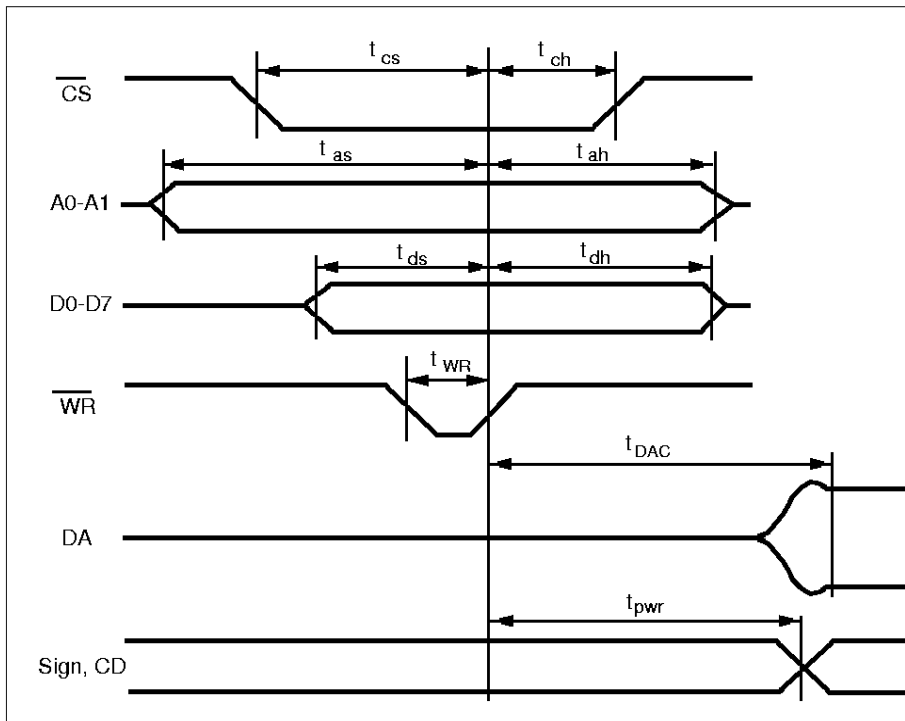 t cs
t ch
CS
t as
t ah
A0-A1
t ds
t dh
D0-D7
t WR
WR
t DAC
DA
t pwr
Sign, CD